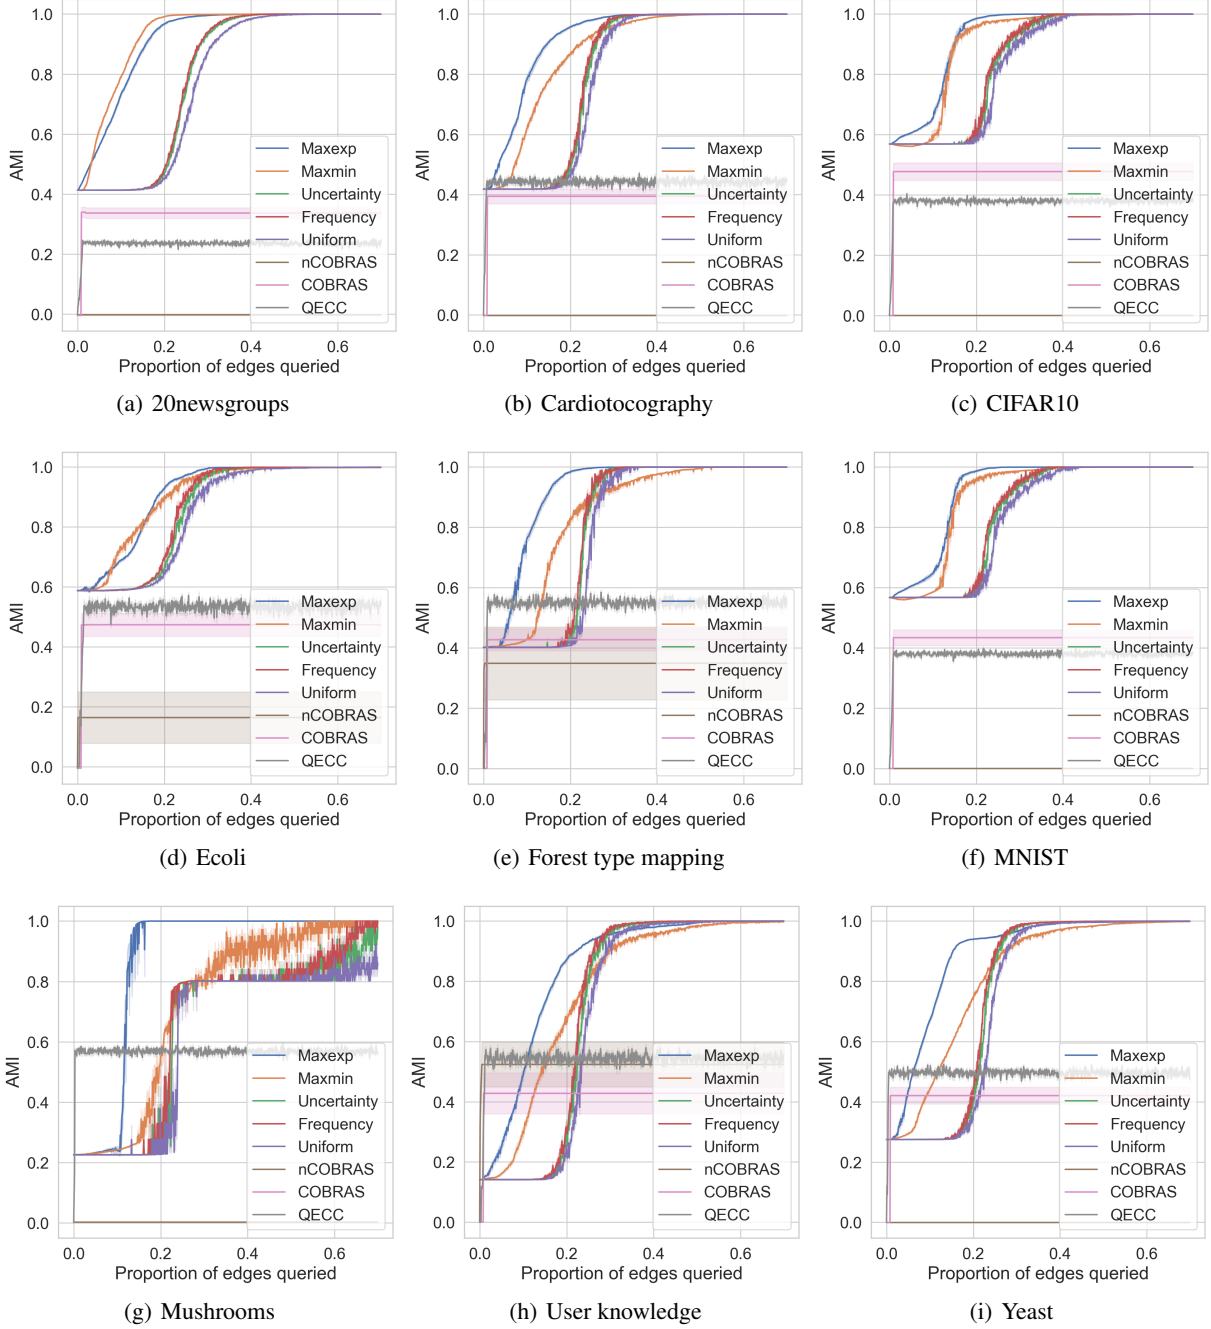 1.0
0.8
0.6
0.4
0.2
0.0
AMI
Maxexp
Maxmin
Uncertainty
Frequency
Uniform
nCOBRAS
COBRAS
QECC
0.0 0.2 0.4 0.6
Proportion of edges queried
(a) 20newsgroups
1.0
0.8
0.6
0.4
0.2
0.0
AMI
Maxexp
Maxmin
Uncertainty
Frequency
Uniform
nCOBRAS
COBRAS
QECC
0.0 0.2 0.4 0.6
Proportion of edges queried
(b) Cardiotocography
1.0
0.8
0.6
0.4
0.2
0.0
AMI
Maxexp
Maxmin
Uncertainty
Frequency
Uniform
nCOBRAS
COBRAS
QECC
0.0 0.2 0.4 0.6
Proportion of edges queried
(c) CIFAR10
1.0
0.8
0.6
0.4
0.2
0.0
AMI
Maxexp
Maxmin
Uncertainty
Frequency
Uniform
nCOBRAS
COBRAS
QECC
0.0 0.2 0.4 0.6
Proportion of edges queried
(d) Ecoli
1.0
0.8
0.6
0.4
0.2
0.0
AMI
Maxexp
Maxmin
Uncertainty
Frequency
Uniform
nCOBRAS
COBRAS
QECC
0.0 0.2 0.4 0.6
Proportion of edges queried
(e) Forest type mapping
1.0
0.8
0.6
0.4
0.2
0.0
AMI
Maxexp
Maxmin
Uncertainty
Frequency
Uniform
nCOBRAS
COBRAS
QECC
0.0 0.2 0.4 0.6
Proportion of edges queried
(f) MNIST
1.0
0.8
0.6
0.4
0.2
0.0
AMI
Maxexp
Maxmin
Uncertainty
Frequency
Uniform
nCOBRAS
COBRAS
QECC
0.0 0.2 0.4 0.6
Proportion of edges queried
(g) Mushrooms
1.0
0.8
0.6
0.4
0.2
0.0
AMI
Maxexp
Maxmin
Uncertainty
Frequency
Uniform
nCOBRAS
COBRAS
QECC
0.0 0.2 0.4 0.6
Proportion of edges queried
(h) User knowledge
1.0
0.8
0.6
0.4
0.2
0.0
AMI
Maxexp
Maxmin
Uncertainty
Frequency
Uniform
nCOBRAS
COBRAS
QECC
0.0 0.2 0.4 0.6
Proportion of edges queried
(i) Yeast